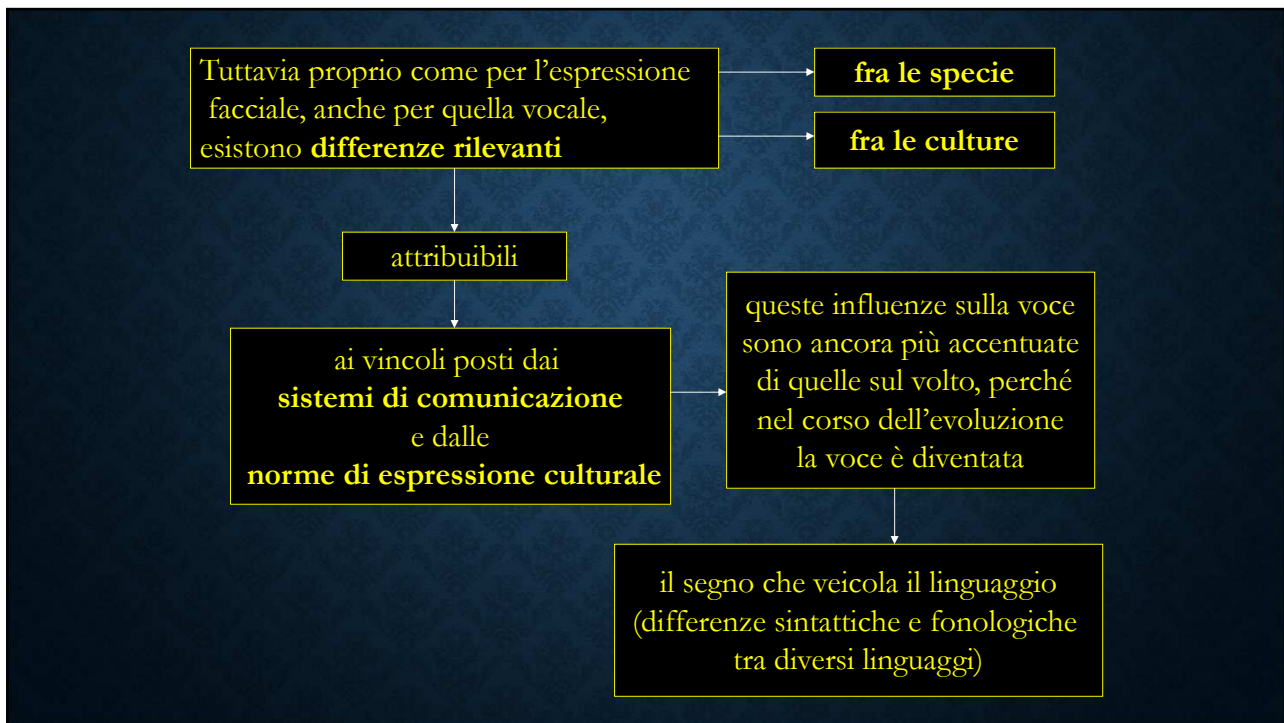 Tuttavia proprio come per l’espressione
facciale, anche per quella vocale,
esistono differenze rilevanti
fra le specie
fra le culture
attribuibili
ai vincoli posti dai
sistemi di comunicazione
e dalle
norme di espressione culturale
queste influenze sulla voce
sono ancora più accentuate
di quelle sul volto, perché
nel corso dell’evoluzione
la voce è diventata
il segno che veicola il linguaggio
(differenze sintattiche e fonologiche
tra diversi linguaggi)